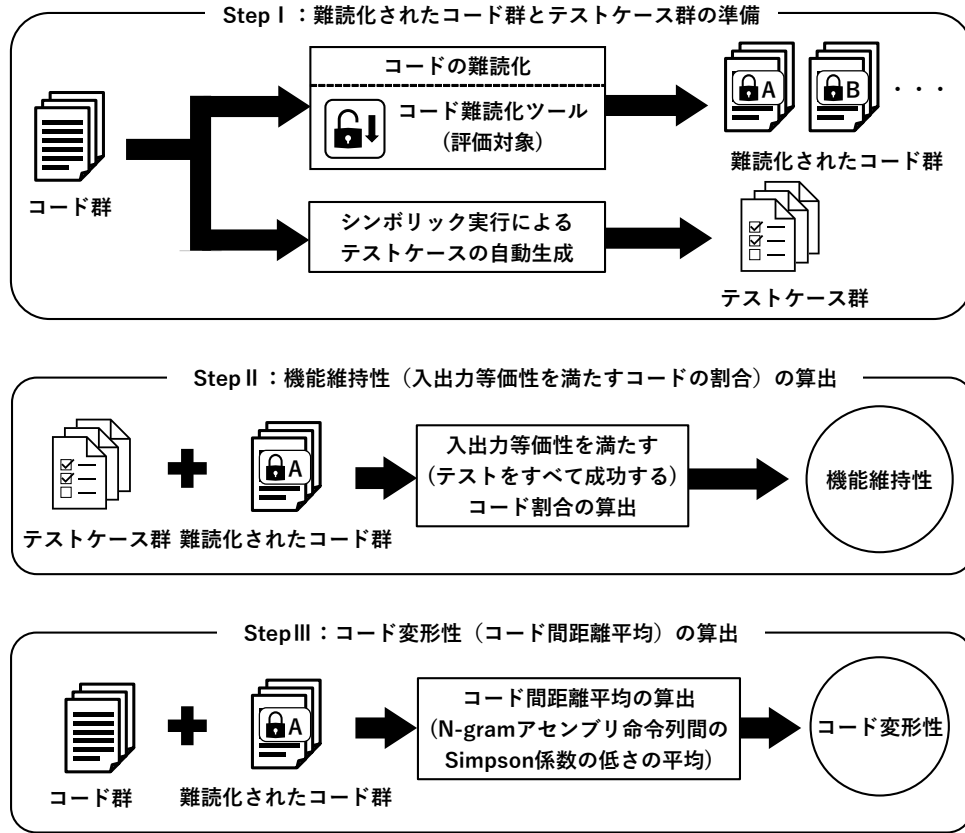 Step Ⅰ：難読化されたコード群とテストケース群の準備
コードの難読化
コード難読化ツール
(評価対象)
A
B
・・・
難読化されたコード群
コード群
シンボリック実行による
テストケースの自動生成
テストケース群
Step Ⅱ：機能維持性（入出力等価性を満たすコードの割合）の算出
A
入出力等価性を満たす
(テストをすべて成功する)
コード割合の算出
機能維持性
テストケース群 難読化されたコード群
StepⅢ：コード変形性（コード間距離平均）の算出
A
コード間距離平均の算出
(N-gramアセンブリ命令列間の
Simpson係数の低さの平均)
コード変形性
コード群 難読化されたコード群